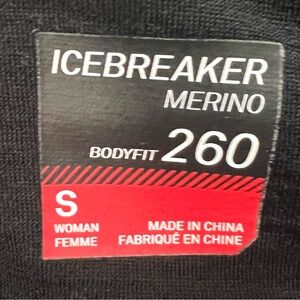 ICEBREAKER
MERINO
BODYFIT 260
S
WOMAN
FEMME
MADE IN CHINA
FABRIQUÉ EN CHINE